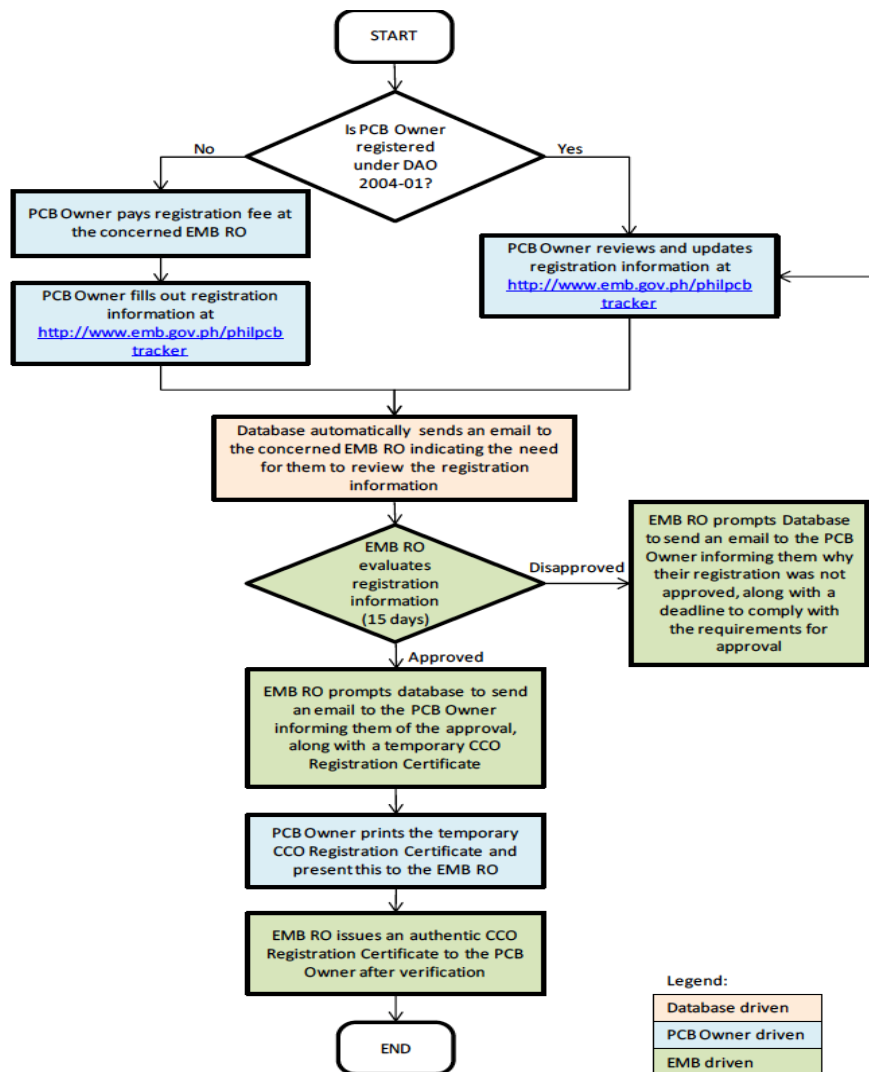 START
Is PCB Owner
registered
under DAO
2004-01?
No
Yes
PCB Owner pays registration fee at
the concerned EMB RO
PCB Owner reviews and updates
registration information at
http://www.emb.gov.ph/philpcb
tracker
PCB Owner fills out registration
information at
http://www.emb.gov.ph/philpcb
tracker
Database automatically sends an email to
the concerned EMB RO indicating the need
for them to review the registration
information
EMB RO
evaluates
registration
information
(15 days)
Disapproved
EMB RO prompts Database
to send an email to the PCB
Owner informing them why
their registration was not
approved, along with a
deadline to comply with
the requirements for
approval
Approved
EMB RO prompts database to send
an email to the PCB Owner
informing them of the approval,
along with a temporary CCO
Registration Certificate
PCB Owner prints the temporary
CCO Registration Certificate and
present this to the EMB RO
EMB RO issues an authentic CCO
Registration Certificate to the PCB
Owner after verification
END
Legend:
Database driven
PCB Owner driven
EMB driven